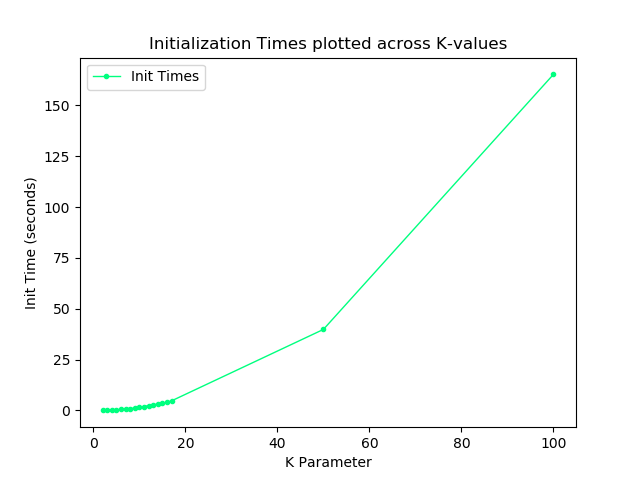 Initialization Times plotted across K-values
Init Times
Init Time (seconds)
150
125
100
75
50
25
0
0 20 40 60 80 100
K Parameter